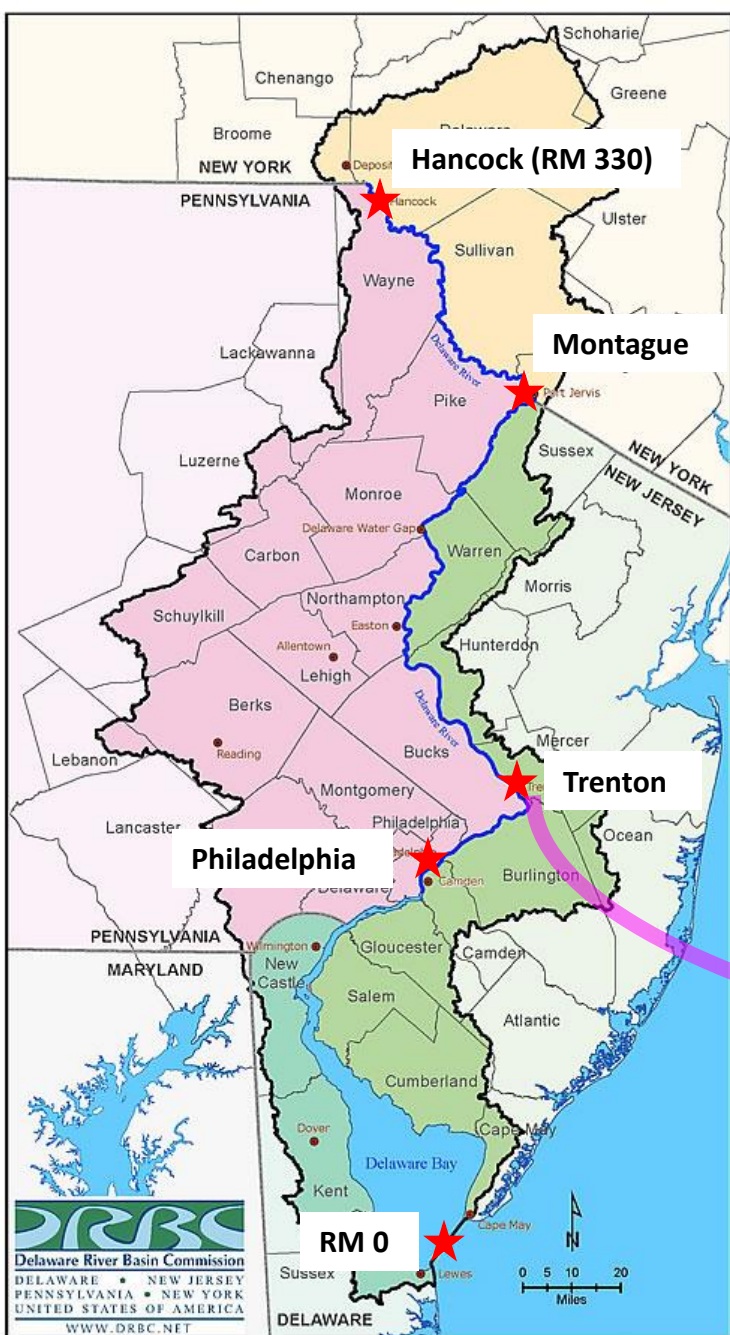 Schoharie
Chenango
Greene
Broome
Hancock (RM 330)
Deposit
NEW YORK
PENNSYLVANIA
Hancock
Ulster
Sullivan
Wayne
Lackawanna
Delaware River
Montague
Port Jervis
Pike
Luzerne
Sussex
NEW YORK
NEW JERSEY
Monroe
Delaware Water Gap
Warren
Carbon
Morris
Northampton
Schuylkill
Easton
Hunterdon
Allentown
Lehigh
Berks
Delaware River
Mercer
Bucks
Reading
Lebanon
Trenton
Montgomery
Lancaster
Philadelphia
Ocean
Philadelphia
Camden
Burlington
Delaware
PENNSYLVANIA
MARYLAND
Wilmington
Gloucester
Camden
New Castle
Salem
Atlantic
Cumberland
Cape May
Dover
Delaware Bay
Kent
Cape May
RM 0
N
Sussex
Lewes
0 5 10 20
Miles
DELAWARE
DRBC
Delaware River Basin Commission
DELAWARE • NEW JERSEY
PENNSYLVANIA • NEW YORK
UNITED STATES OF AMERICA
WWW.DRBC.NET